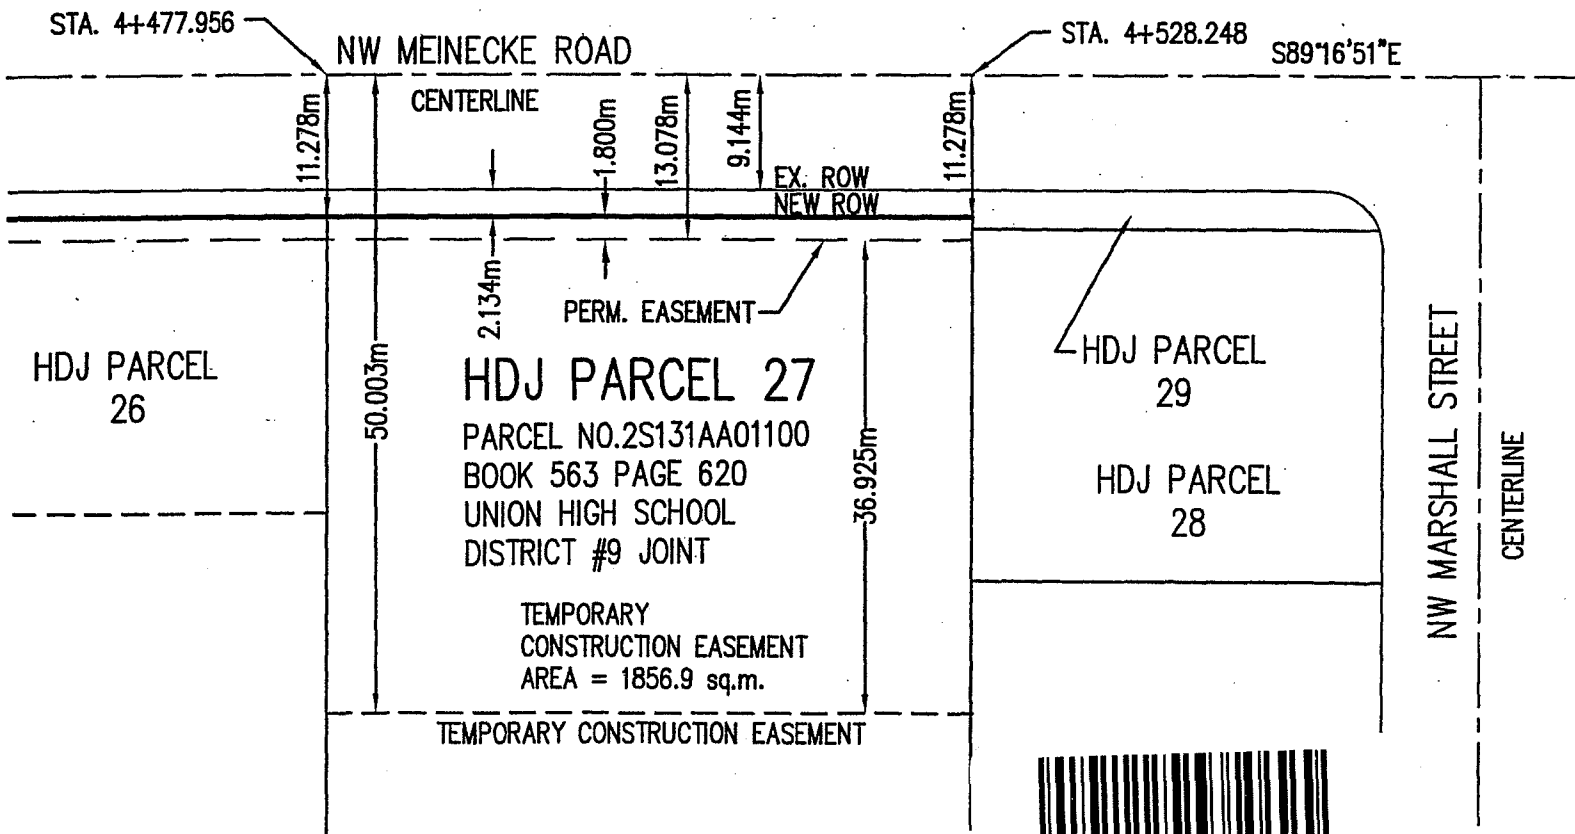 STA. 4+477.956
NW MEINECKE ROAD
STA. 4+528.248
S89°16'51"E
CENTERLINE
11.278m
1.800m
13.078m
9.144m
11.278m
EX. ROW
NEW ROW
2.134m
PERM. EASEMENT
50.003m
36.925m
HDJ PARCEL
26
HDJ PARCEL 27
PARCEL NO.2S131AA01100
BOOK 563 PAGE 620
UNION HIGH SCHOOL
DISTRICT #9 JOINT
TEMPORARY
CONSTRUCTION EASEMENT
AREA = 1856.9 sq.m.
TEMPORARY CONSTRUCTION EASEMENT
HDJ PARCEL
29
HDJ PARCEL
28
NW MARSHALL STREET
CENTERLINE